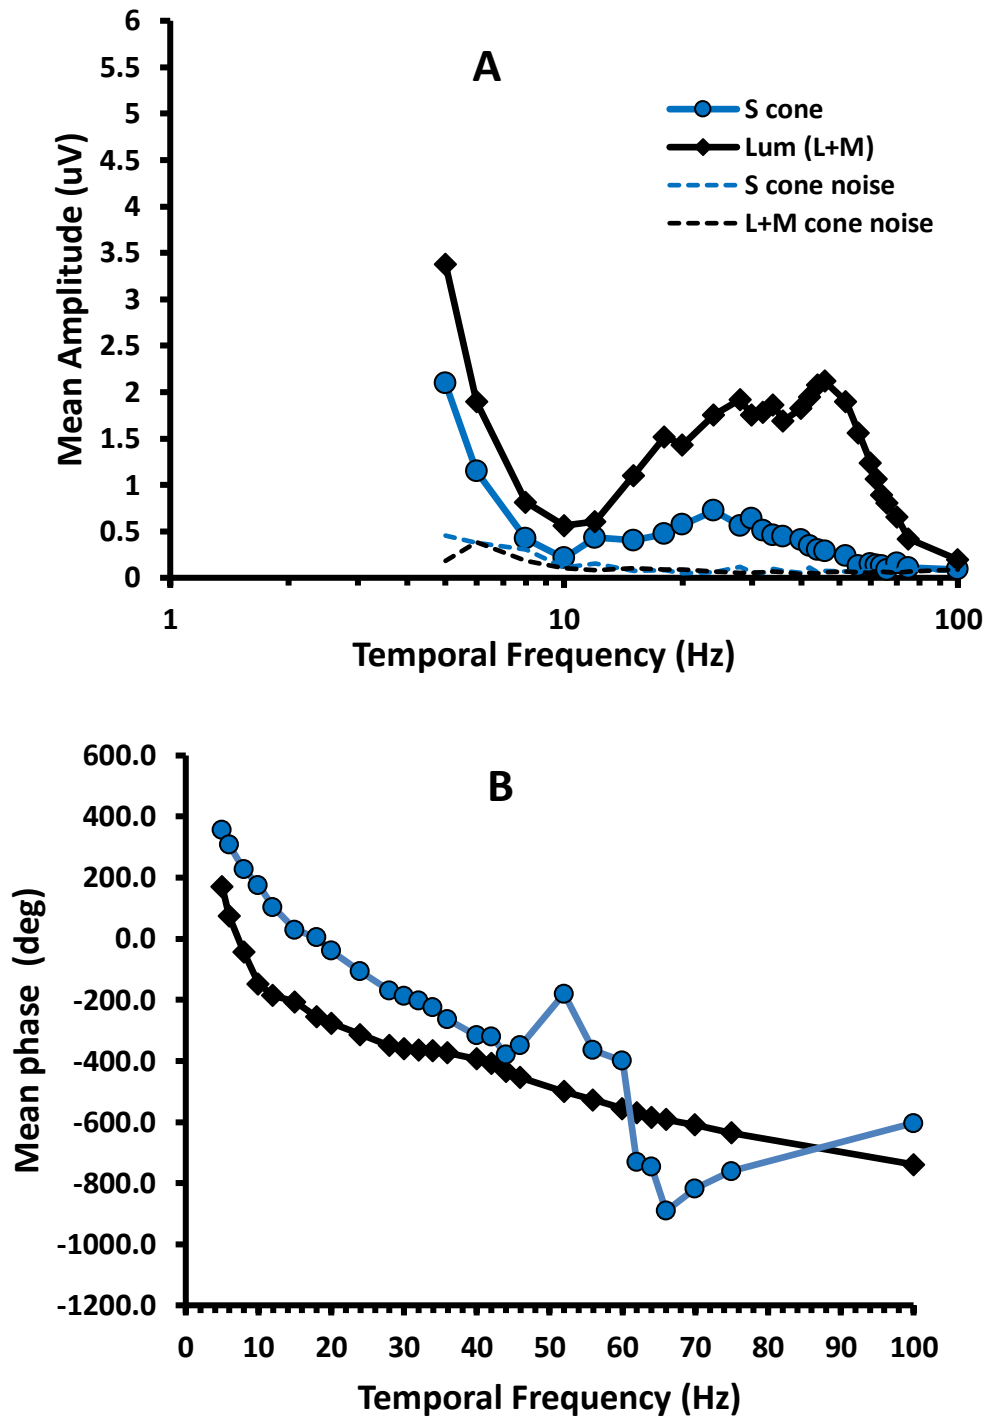 A
6
5.5
5
4.5
4
3.5
3
2.5
2
1.5
1
0.5
0
Mean Amplitude (uV)
S cone
Lum (L+M)
S cone noise
L+M cone noise
1 10 100
Temporal Frequency (Hz)
B
600.0
400.0
200.0
0.0
-200.0
-400.0
-600.0
-800.0
-1000.0
-1200.0
Mean phase (deg)
0 10 20 30 40 50 60 70 80 90 100
Temporal Frequency (Hz)